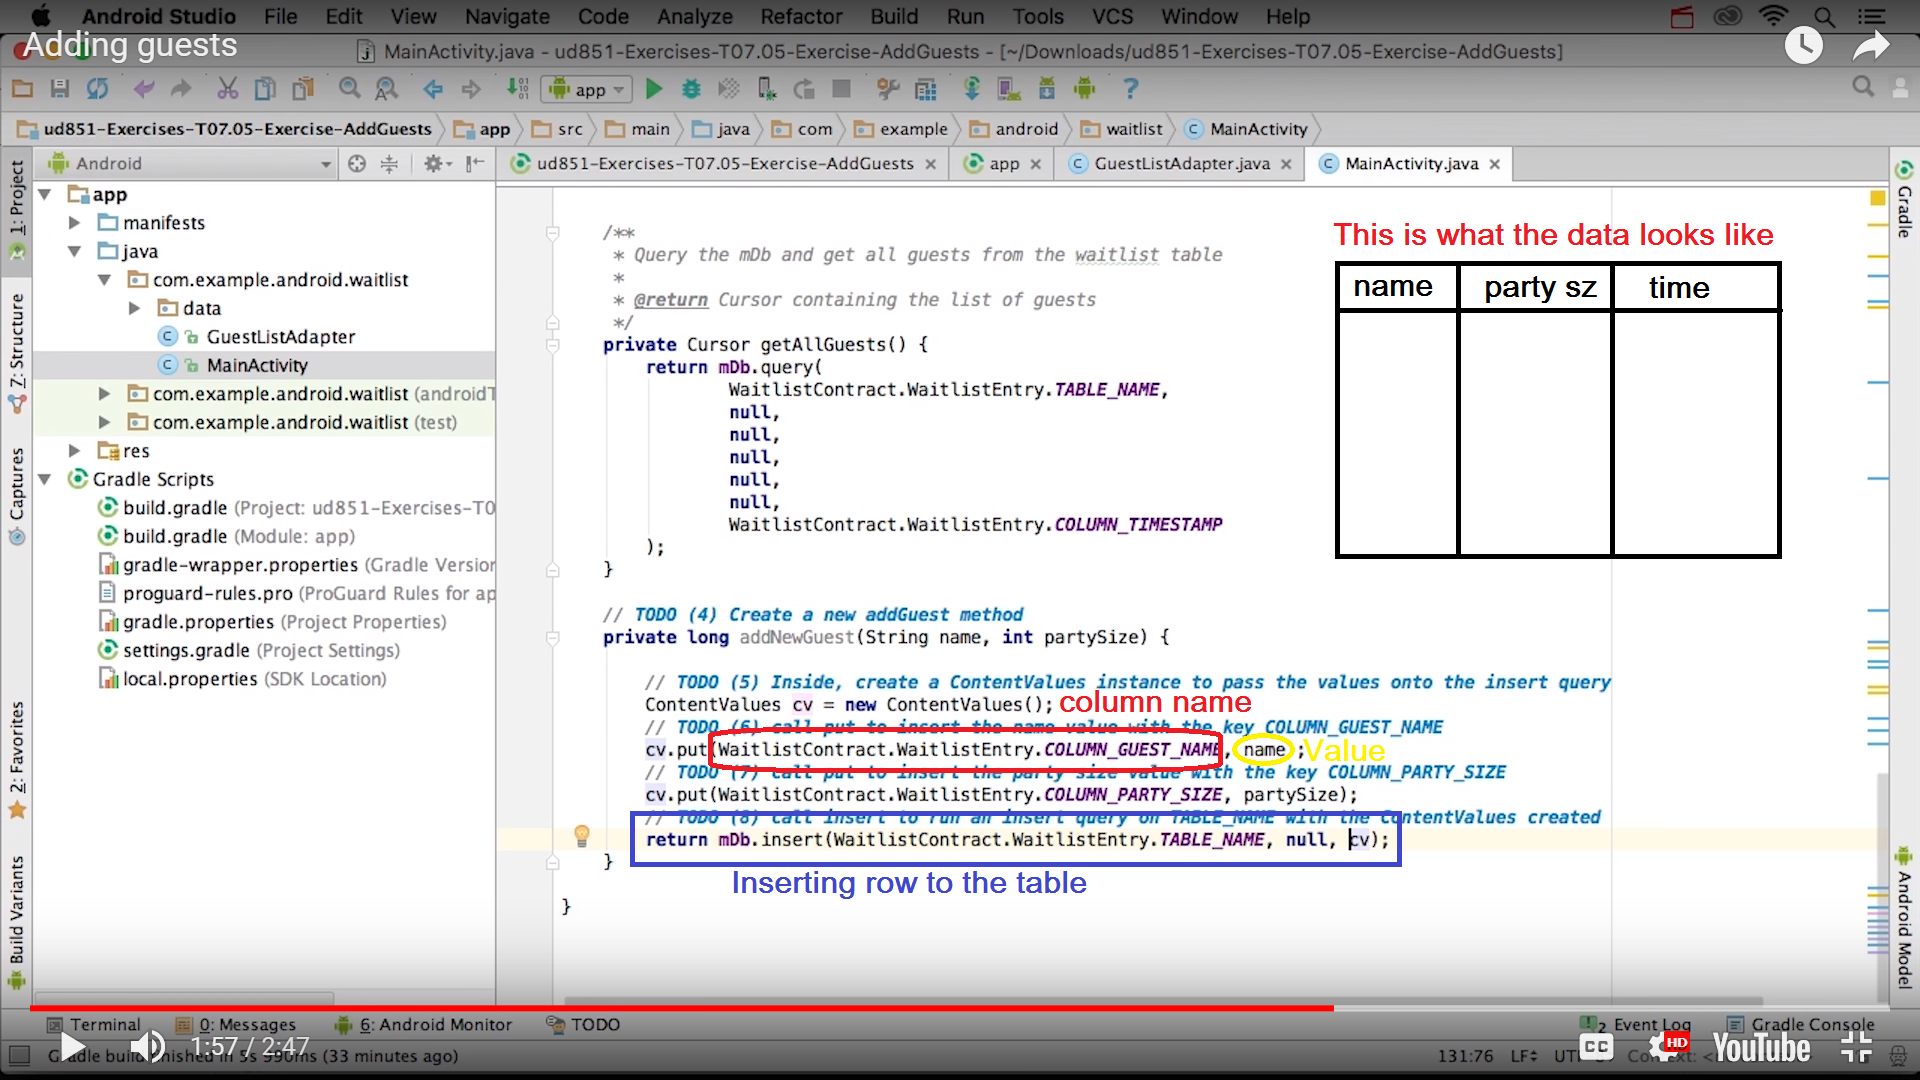 Android Studio File Edit View Navigate Code Analyze Refactor Build Run Tools VCS Window Help
Adding guests
MainActivity.java - ud851-Exercises-T07.05-Exercise-AddGuests - [~/Downloads/ud851-Exercises-T07.05-Exercise-AddGuests]
app
ud851-Exercises-T07.05-Exercise-AddGuests app src main java com example android waitlist MainActivity
Android
ud851-Exercises-T07.05-Exercise-AddGuests app GuestListAdapter.java MainActivity.java
1: Project
Z: Structure
Captures
2: Favorites
Build Variants
app
manifests
java
com.example.android.waitlist
data
GuestListAdapter
MainActivity
com.example.android.waitlist (androidT
com.example.android.waitlist (test)
res
Gradle Scripts
build.gradle (Project: ud851-Exercises-T0
build.gradle (Module: app)
gradle-wrapper.properties (Gradle Version
proguard-rules.pro (ProGuard Rules for ap
gradle.properties (Project Properties)
settings.gradle (Project Settings)
local.properties (SDK Location)
/**
* Query the mDb and get all guests from the waitlist table
*
* @return Cursor containing the list of guests
*/
private Cursor getAllGuests() {
return mDb.query(
WaitlistContract.WaitlistEntry.TABLE_NAME,
null,
null,
null,
null,
null,
WaitlistContract.WaitlistEntry.COLUMN_TIMESTAMP
);
}
// TODO (4) Create a new addGuest method
private long addNewGuest(String name, int partySize) {
// TODO (5) Inside, create a ContentValues instance to pass the values onto the insert query
ContentValues cv = new ContentValues(); column name
// TODO (6) call put to insert the name value with the key COLUMN_GUEST_NAME
cv.put(WaitlistContract.WaitlistEntry.COLUMN_GUEST_NAME, name ; Value
// TODO (7) call put to insert the party size value with the key COLUMN_PARTY_SIZE
cv.put(WaitlistContract.WaitlistEntry.COLUMN_PARTY_SIZE, partySize);
// TODO (8) call insert to run an insert query on TABLE_NAME with the ContentValues created
return mDb.insert(WaitlistContract.WaitlistEntry.TABLE_NAME, null, cv);
}
Inserting row to the table
}
This is what the data looks like
name party sz time
Gradle
Android Model
Terminal 0: Messages 6: Android Monitor TODO 2 Event Log Gradle Console
1:57 / 2:47
Gradle build finished in 5s 990ms (33 minutes ago) 131:76 LF
CC HD YouTube